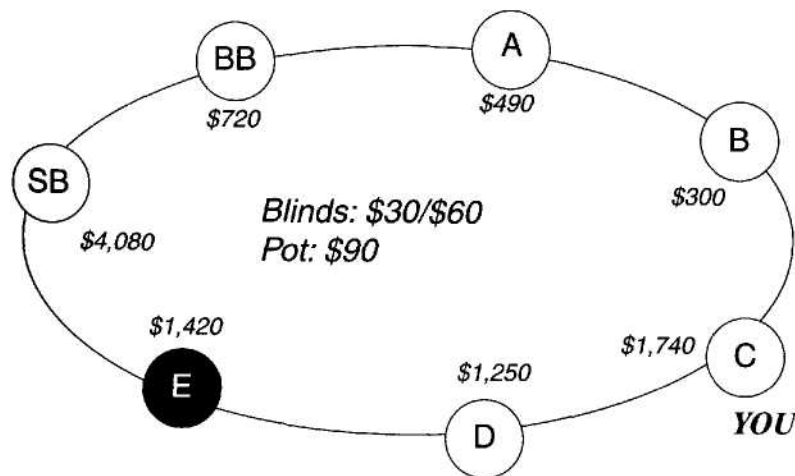 BB
A
$720
$490
B
SB
$300
Blinds: $30/$60
$4,080
Pot: $90
$1,420
$1,740
C
E
$1,250
D
YOU